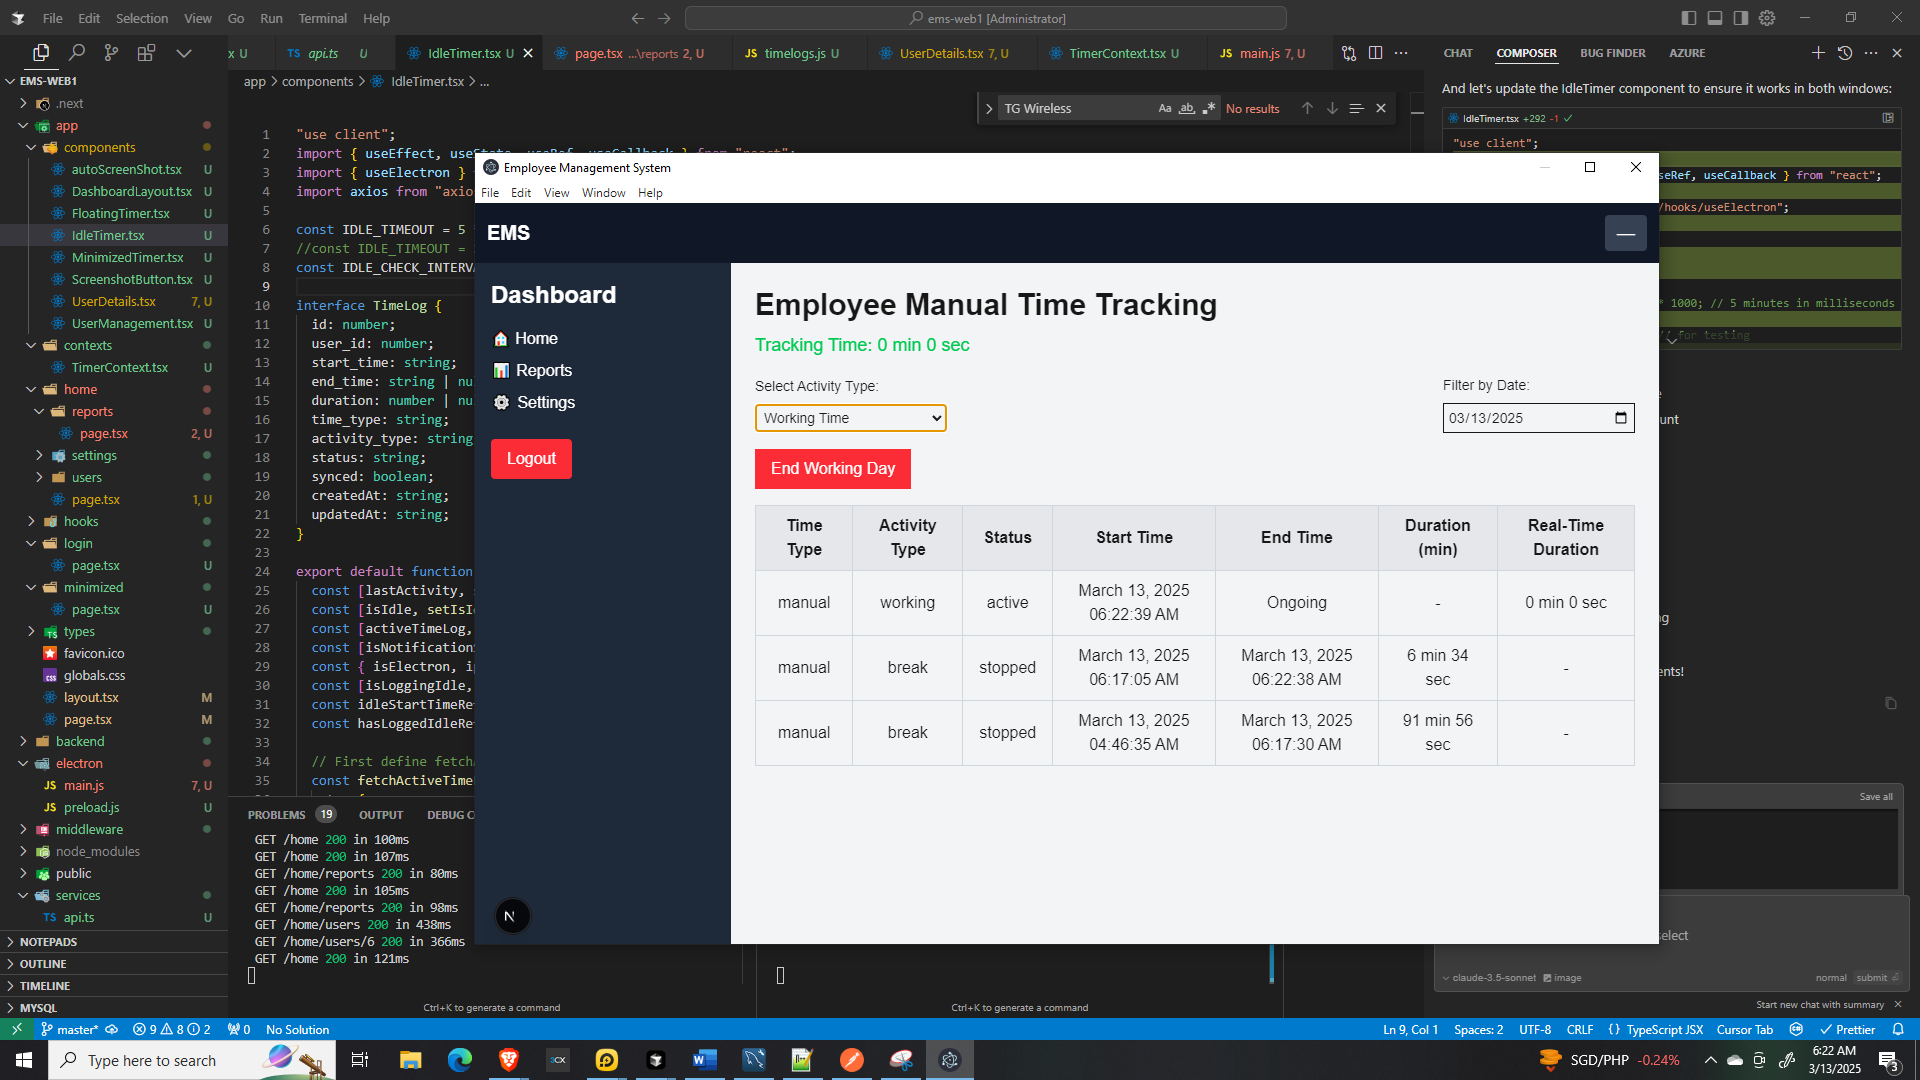 File Edit Selection View Go Run Terminal Help
ems-web1 [Administrator]
x U
api.ts U
IdleTimer.tsx U
page.tsx ...\reports 2, U
timelogs.js U
UserDetails.tsx 7, U
TimerContext.tsx U
main.js 7, U
CHAT COMPOSER BUG FINDER AZURE
EMS-WEB1
.next
app
components
autoScreenShot.tsx U
DashboardLayout.tsx U
FloatingTimer.tsx U
IdleTimer.tsx U
MinimizedTimer.tsx U
ScreenshotButton.tsx U
UserDetails.tsx 7, U
UserManagement.tsx U
contexts
TimerContext.tsx U
home
reports
page.tsx 2, U
settings
users
page.tsx 1, U
hooks
login
page.tsx U
minimized
page.tsx U
types
favicon.ico
globals.css
layout.tsx M
page.tsx M
backend
electron
main.js 7, U
preload.js U
middleware
node_modules
public
services
api.ts U
NOTEPADS
OUTLINE
TIMELINE
MYSQL
app > components > IdleTimer.tsx > ...
TG Wireless
Aa ab
No results
1 "use client";
2 import { useEffect, useState, useRef, useCallback } from "react";
3 import { useElectron }
4 import axios from "axio
5
6 const IDLE_TIMEOUT = 5
7 //const IDLE_TIMEOUT =
8 const IDLE_CHECK_INTERV
9
10 interface TimeLog {
11 id: number;
12 user_id: number;
13 start_time: string;
14 end_time: string | nu
15 duration: number | nu
16 time_type: string;
17 activity_type: string
18 status: string;
19 synced: boolean;
20 createdAt: string;
21 updatedAt: string;
22 }
23
24 export default function
25 const [lastActivity, s
26 const [isIdle, setIsId
27 const [activeTimeLog,
28 const [isNotifications
29 const { isElectron, ip
30 const [isLoggingIdle,
31 const idleStartTimeRe
32 const hasLoggedIdleRe
33
34 // First define fetcha
35 const fetchActiveTime
PROBLEMS 19 OUTPUT DEBUG C
GET /home 200 in 100ms
GET /home 200 in 107ms
GET /home/reports 200 in 80ms
GET /home 200 in 105ms
GET /home/reports 200 in 98ms
GET /home/users 200 in 438ms
GET /home/users/6 200 in 366ms
GET /home 200 in 121ms
Ctrl+K to generate a command
Ctrl+K to generate a command
Employee Management System
File Edit View Window Help
EMS
—
Dashboard
Home
Reports
Settings
Logout
N
Employee Manual Time Tracking
Tracking Time: 0 min 0 sec
Select Activity Type:
Working Time
Filter by Date:
03/13/2025
End Working Day
Time Type Activity Type Status Start Time End Time Duration (min) Real-Time Duration
manual working active March 13, 2025 06:22:39 AM Ongoing - 0 min 0 sec
manual break stopped March 13, 2025 06:17:05 AM March 13, 2025 06:22:38 AM 6 min 34 sec -
manual break stopped March 13, 2025 04:46:35 AM March 13, 2025 06:17:30 AM 91 min 56 sec -
And let's update the IdleTimer component to ensure it works in both windows:
IdleTimer.tsx +292 -1
"use client";
seRef, useCallback } from "react";
/hooks/useElectron";
* 1000; // 5 minutes in milliseconds
// for testing
e
unt
ng
ents!
Save all
select
claude-3.5-sonnet image
normal submit
Start new chat with summary
master* 9 8 2 0 No Solution
Ln 9, Col 1 Spaces: 2 UTF-8 CRLF { } TypeScript JSX Cursor Tab Prettier
Type here to search
SGD/PHP -0.24%
6:22 AM
3/13/2025
3